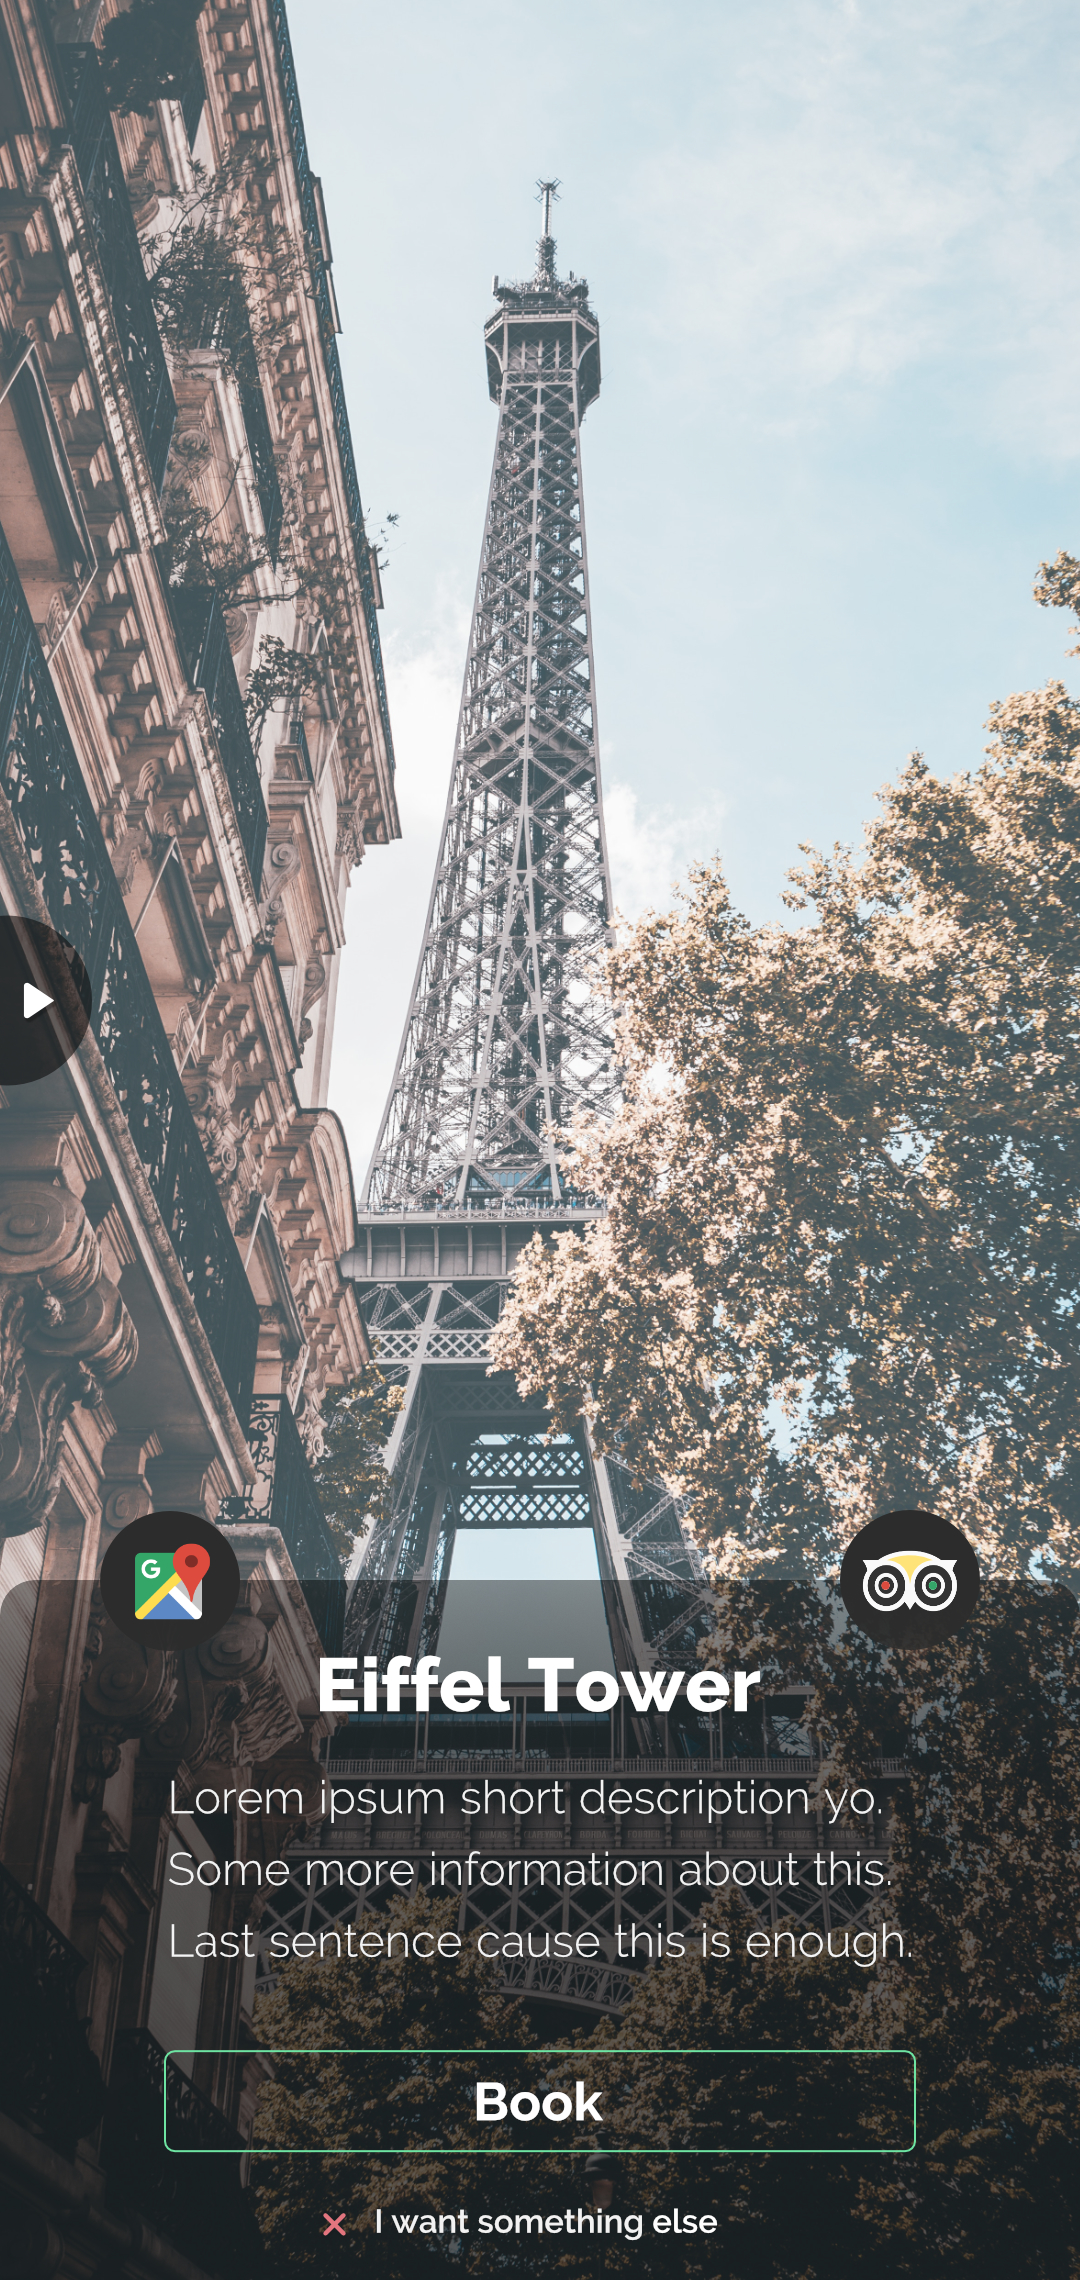 G
Eiffel Tower
Lorem ipsum short description yo.
Some more information about this.
Last sentence cause this is enough.
Book
I want something else